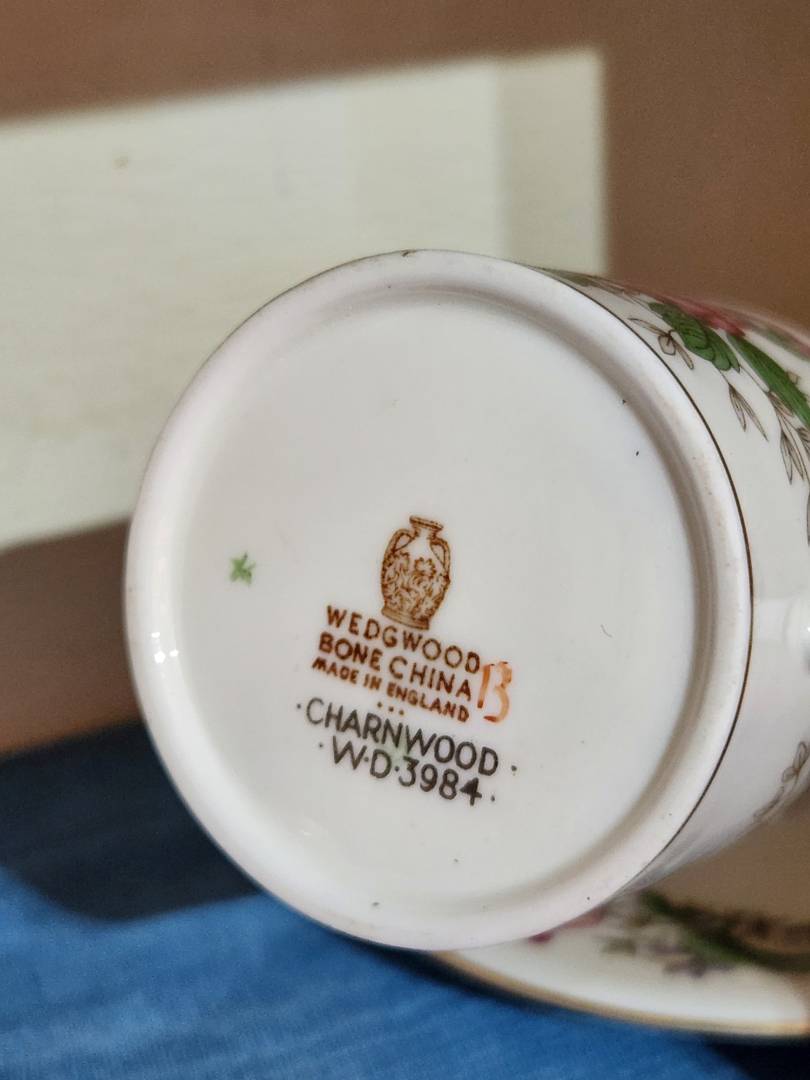 WEDGWOOD
BONE CHINA
MADE IN ENGLAND
B
...
·CHARNWOOD·
·W·D·3984·